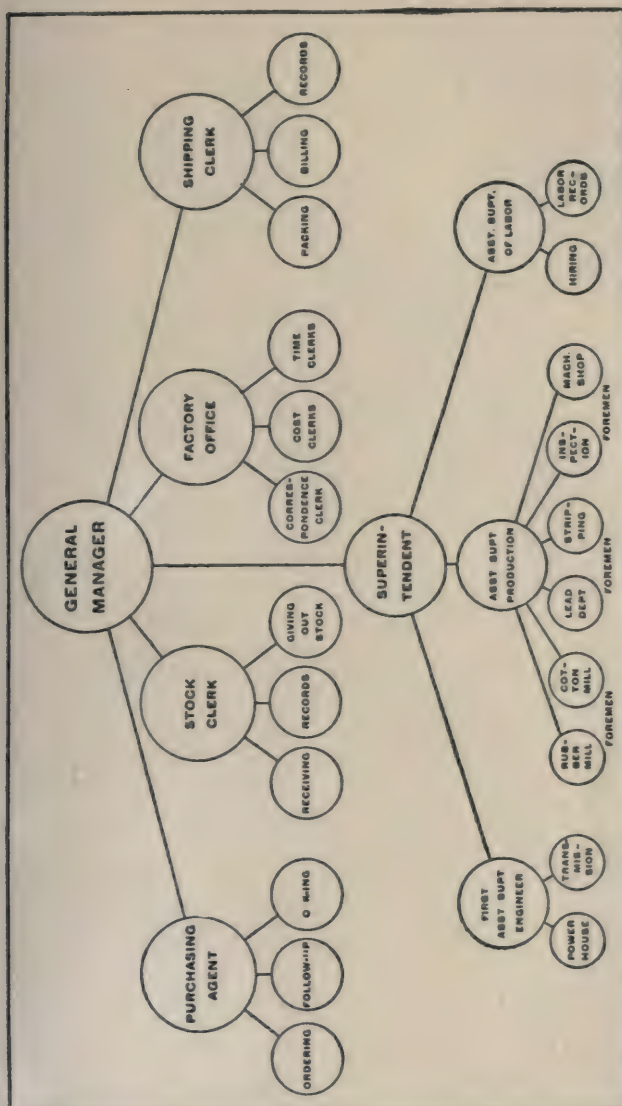 GENERAL
MANAGER
PURCHASING
AGENT
STOCK
CLERK
FACTORY
OFFICE
SHIPPING
CLERK
ORDERING
FOLLOW-UP
RECEIVING
RECORDS
GIVING
OUT
STOCK
CORRES-
PONDENCE
CLERK
COST
CLERKS
TIME
CLERKS
PACKING
BILLING
RECORDS
SUPERIN-
TENDENT
FIRST
ASST SUPT
ENGINEER
ASST SUPT
PRODUCTION
ASST. SUPT.
OF LABOR
POWER
HOUSE
TRANS-
MIS-
SION
RUB-
BER
MILL
COT-
TON
MILL
LEAD
DEPT
STRIP-
PING
INS-
PECT-
ION
MACH.
SHOP
HIRING
LABOR
REC-
ORDS
FOREMEN
FOREMEN
FOREMEN